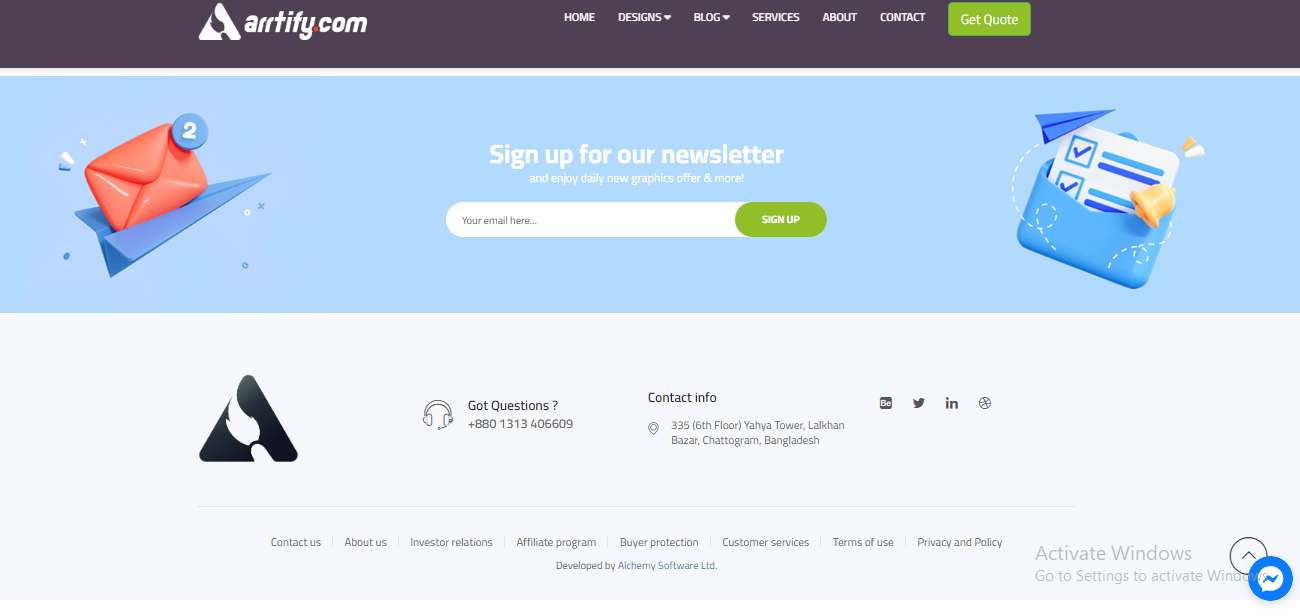 arrtify.com
HOME DESIGNS BLOG SERVICES ABOUT CONTACT Get Quote
2
Sign up for our newsletter
and enjoy daily new graphics offer & more!
Your email here... SIGN UP
Got Questions ?
+880 1313 406609
Contact info
335 (6th Floor) Yahya Tower, Lalkhan
Bazar, Chattogram, Bangladesh
Bē
in
Contact us About us Investor relations Affiliate program Buyer protection Customer services Terms of use Privacy and Policy
Developed by Alchemy Software Ltd.
Activate Windows
Go to Settings to activate Windows.